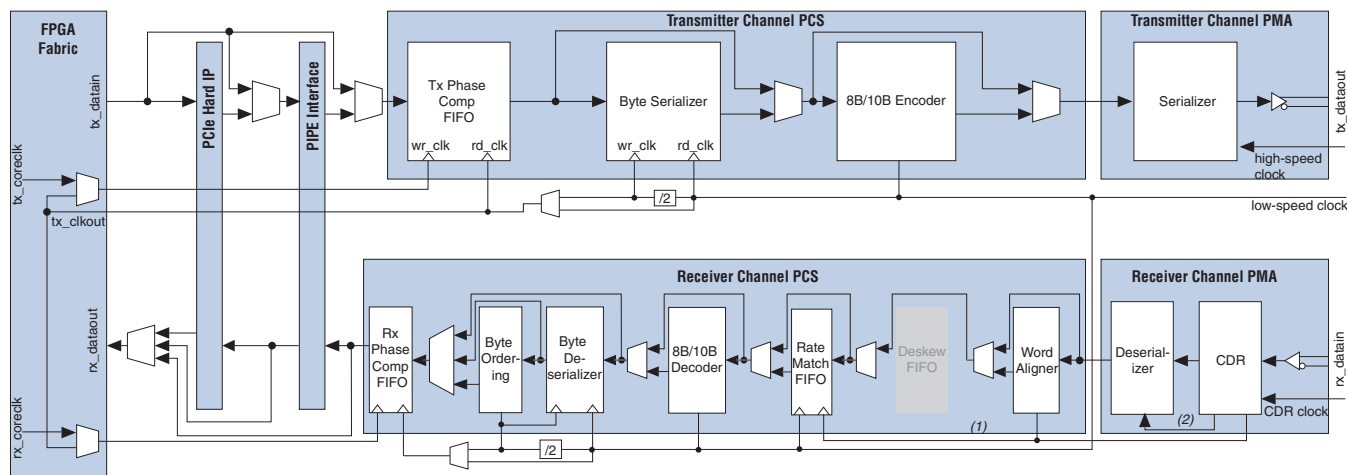 FPGA
Fabric
tx_datain
tx_coreclk
tx_clkout
rx_dataout
rx_coreclk
PCIe Hard IP
PIPE Interface
Transmitter Channel PCS
Tx Phase
Comp
FIFO
wr_clk
rd_clk
Byte Serializer
wr_clk
rd_clk
8B/10B Encoder
/2
Transmitter Channel PMA
Serializer
high-speed
clock
tx_dataout
low-speed clock
Receiver Channel PCS
Rx
Phase
Comp
FIFO
Byte
Order-
ing
Byte
De-
serializer
8B/10B
Decoder
Rate
Match
FIFO
Deskew
FIFO
Word
Aligner
(1)
/2
Receiver Channel PMA
Deserial-
izer
CDR
(2)
rx_datain
CDR clock